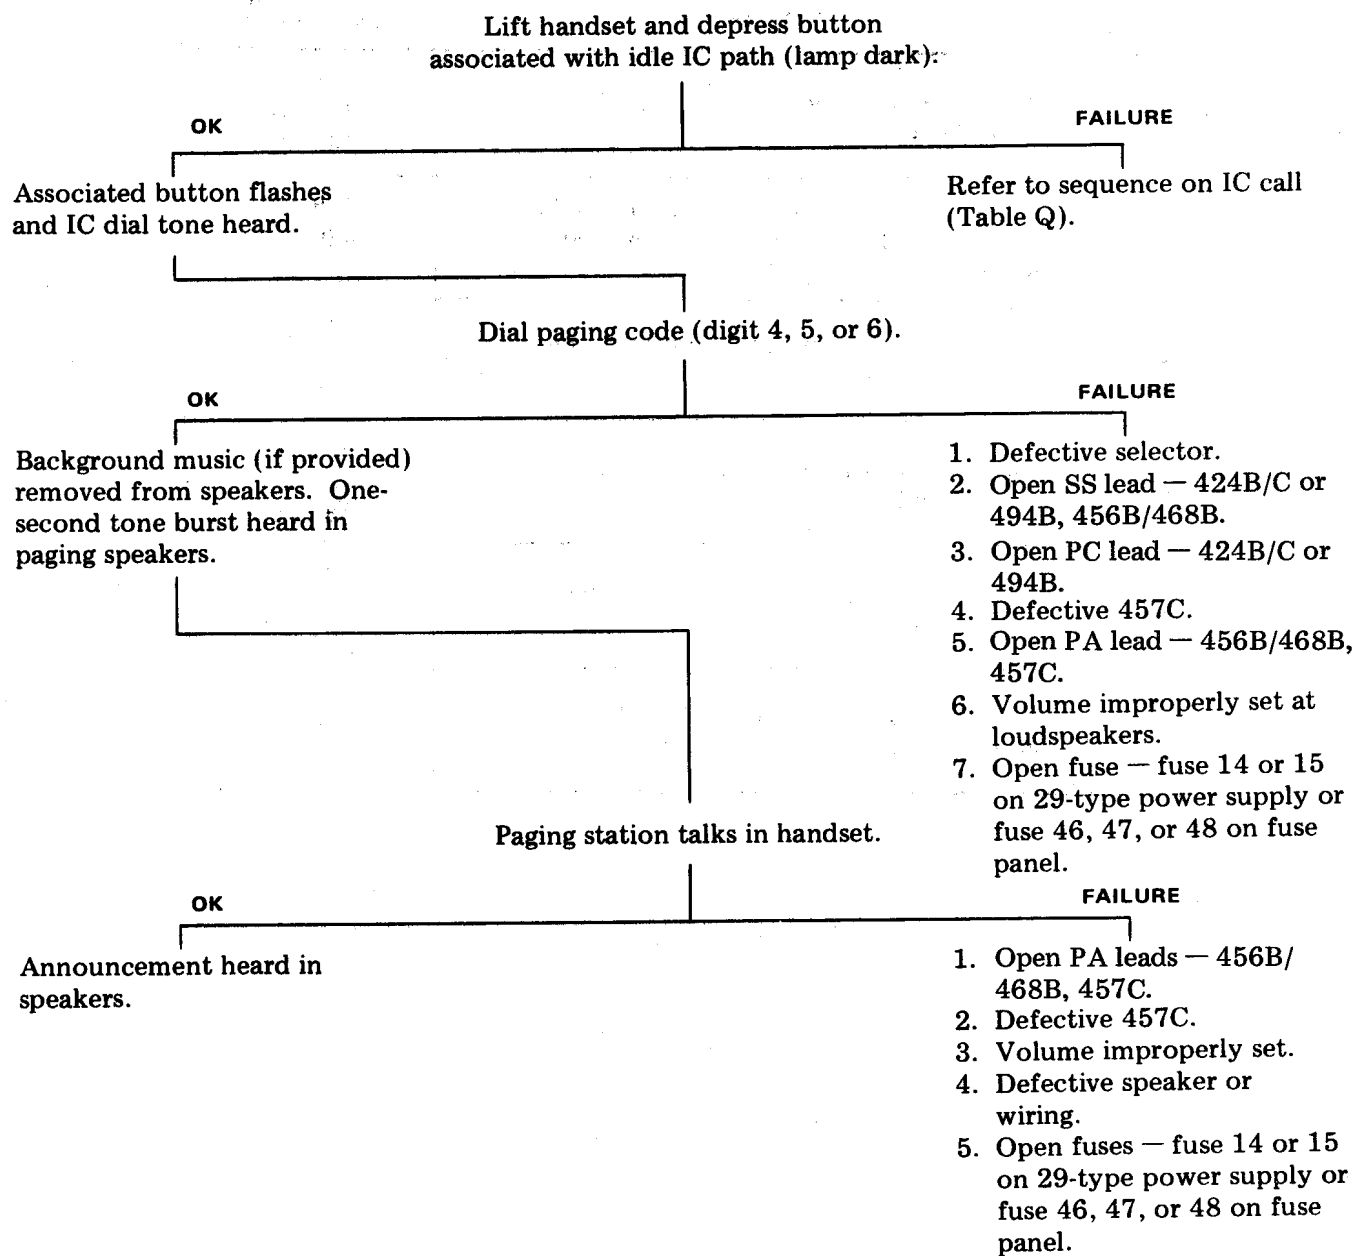 Lift handset and depress button
associated with idle IC path (lamp dark):
OK
FAILURE
Associated button flashes
and IC dial tone heard.
Refer to sequence on IC call
(Table Q).
Dial paging code (digit 4, 5, or 6).
OK
FAILURE
Background music (if provided)
removed from speakers. One-
second tone burst heard in
paging speakers.
1. Defective selector.
2. Open SS lead — 424B/C or
494B, 456B/468B.
3. Open PC lead — 424B/C or
494B.
4. Defective 457C.
5. Open PA lead — 456B/468B,
457C.
6. Volume improperly set at
loudspeakers.
7. Open fuse — fuse 14 or 15
on 29-type power supply or
fuse 46, 47, or 48 on fuse
panel.
Paging station talks in handset.
OK
FAILURE
Announcement heard in
speakers.
1. Open PA leads — 456B/
468B, 457C.
2. Defective 457C.
3. Volume improperly set.
4. Defective speaker or
wiring.
5. Open fuses — fuse 14 or 15
on 29-type power supply or
fuse 46, 47, or 48 on fuse
panel.